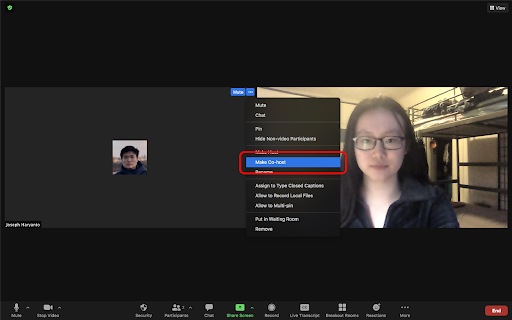 View
Mute
Mute
Chat
Pin
Hide Non-video Participants
Make Host
Make Co-host
Rename
Assign to Type Closed Captions
Allow to Record Local Files
Allow to Multi-pin
Put in Waiting Room
Remove
Joseph Haryanto
Mute
Stop Video
Security
Participants
2
Chat
Share Screen
Record
Live Transcript
Breakout Rooms
Reactions
More
End